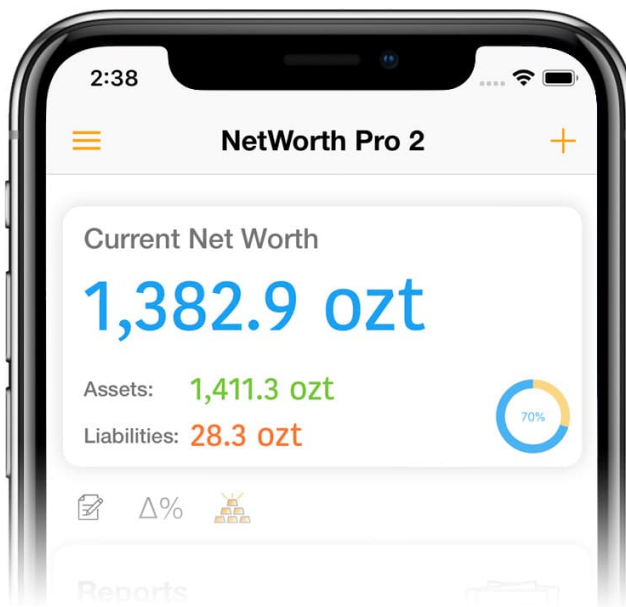 2:38
NetWorth Pro 2
Current Net Worth
1,382.9 ozt
Assets: 1,411.3 ozt
Liabilities: 28.3 ozt
70%
Δ%
Reports